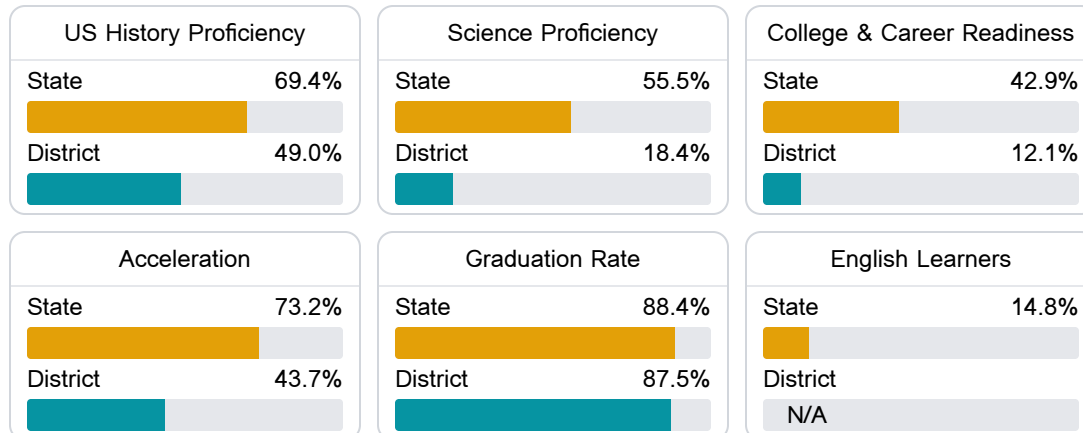 US History Proficiency
State 69.4%
District 49.0%
Science Proficiency
State 55.5%
District 18.4%
College & Career Readiness
State 42.9%
District 12.1%
Acceleration
State 73.2%
District 43.7%
Graduation Rate
State 88.4%
District 87.5%
English Learners
State 14.8%
District
N/A